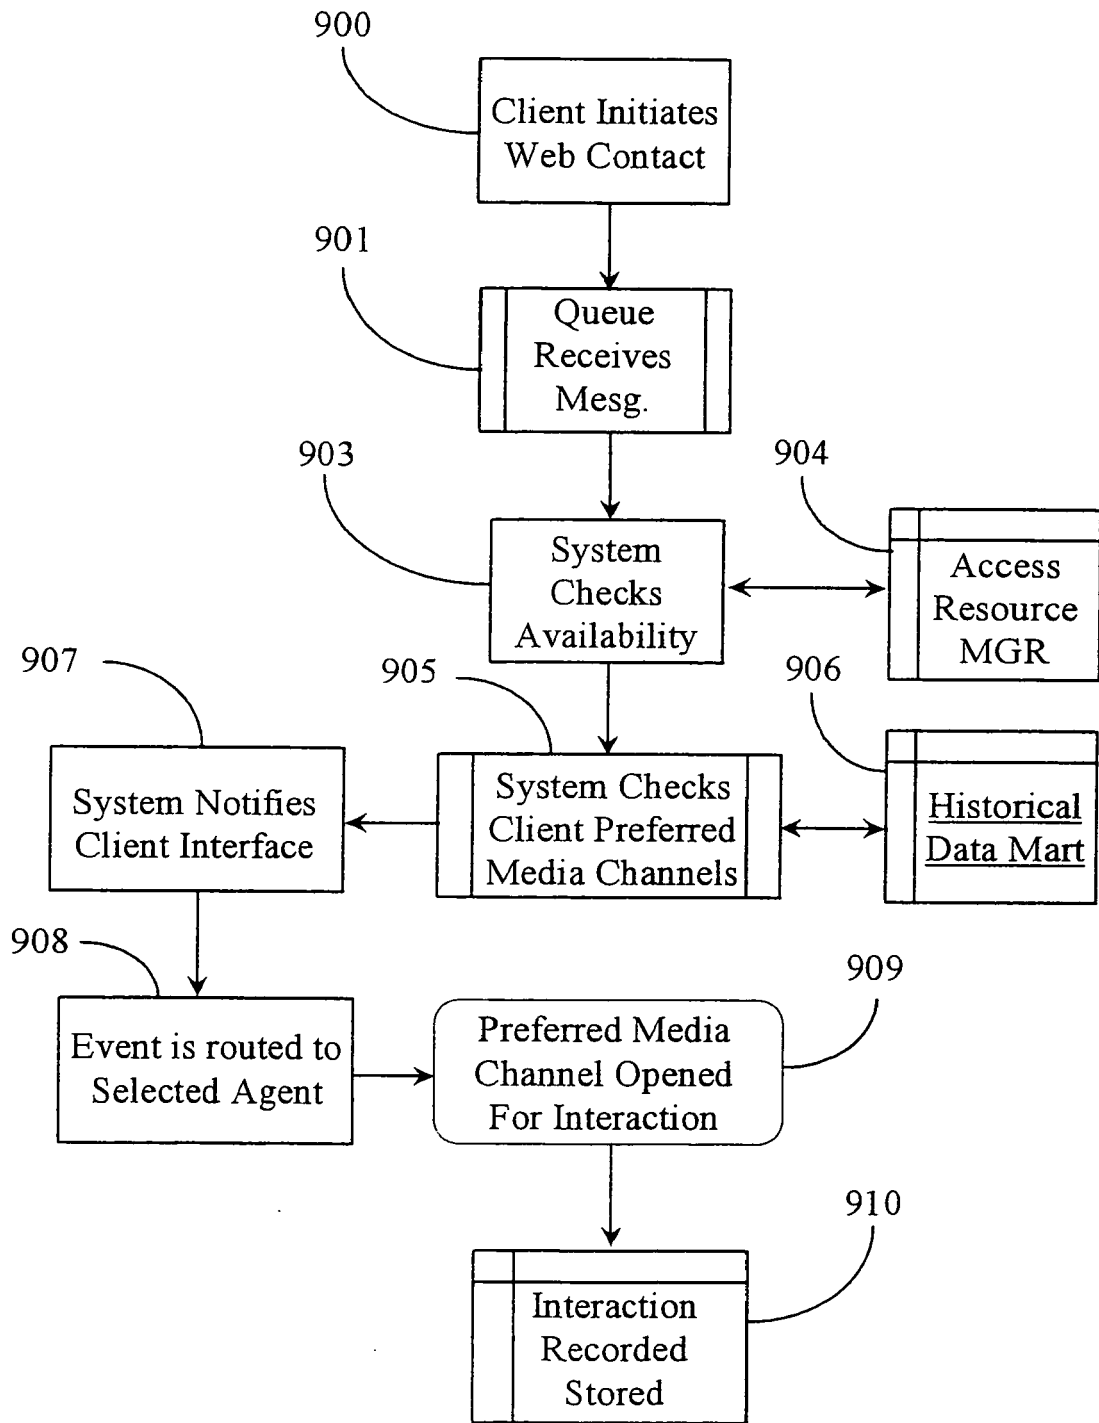 900
Client Initiates
Web Contact
901
Queue
Receives
Mesg.
903
System
Checks
Availability
904
Access
Resource
MGR
907
905
906
System Notifies
Client Interface
System Checks
Client Preferred
Media Channels
Historical
Data Mart
908
Event is routed to
Selected Agent
909
Preferred Media
Channel Opened
For Interaction
910
Interaction
Recorded
Stored